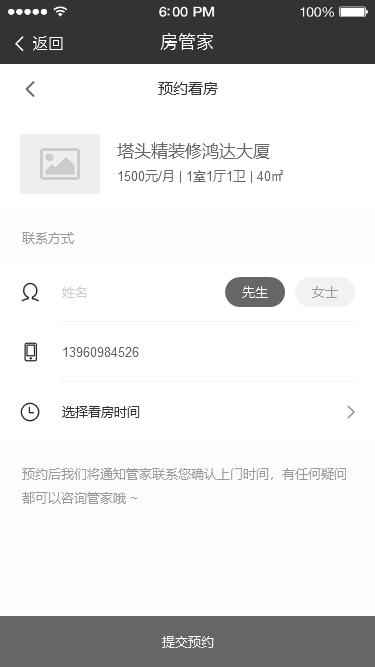 6:00 PM
100%
返回
房管家
预约看房
塔头精装修鸿达大厦
1500元/月 | 1室1厅1卫 | 40㎡
联系方式
姓名 先生 女士
13960984526
选择看房时间
预约后我们将通知管家联系您确认上门时间，有任何疑问
都可以咨询管家哦 ~
提交预约